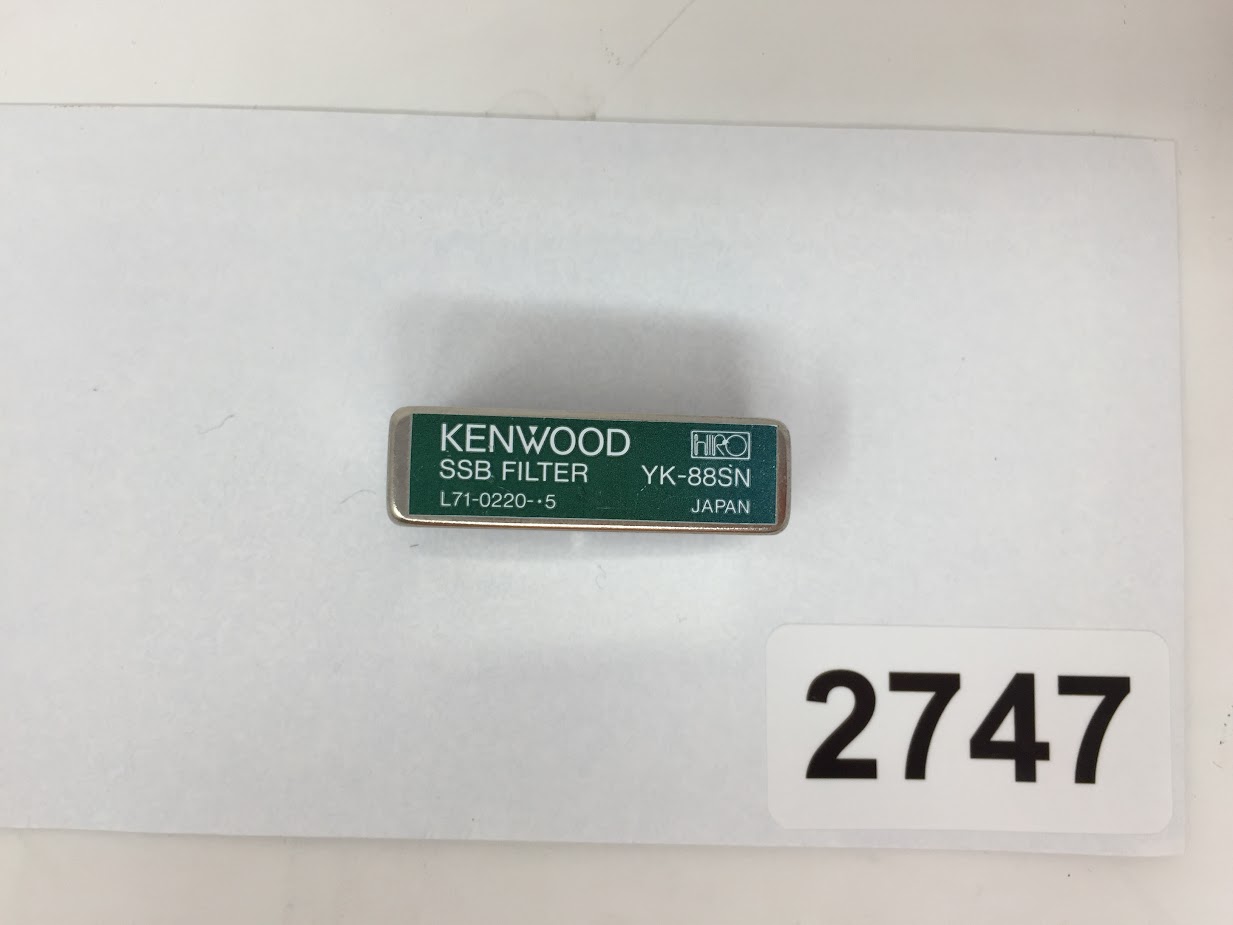 KENWOOD HIRO
SSB FILTER YK-88SN
L71-0220-·5 JAPAN
2747